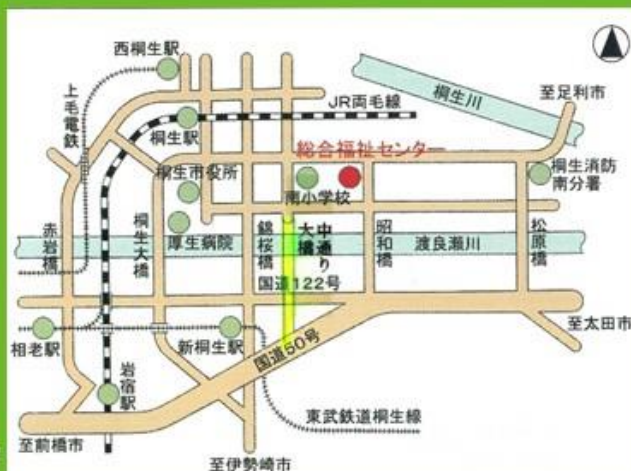 西桐生駅
上毛電鉄
JR両毛線
桐生川
至足利市
桐生駅
総合福祉センター
桐生市役所
南小学校
桐生消防
南分署
厚生病院
赤岩橋
桐生大橋
錦桜橋
中通り
大橋
昭和橋
渡良瀬川
松原橋
国道122号
相老駅
新桐生駅
国道50号
至太田市
岩宿駅
東武鉄道桐生線
至前橋市
至伊勢崎市